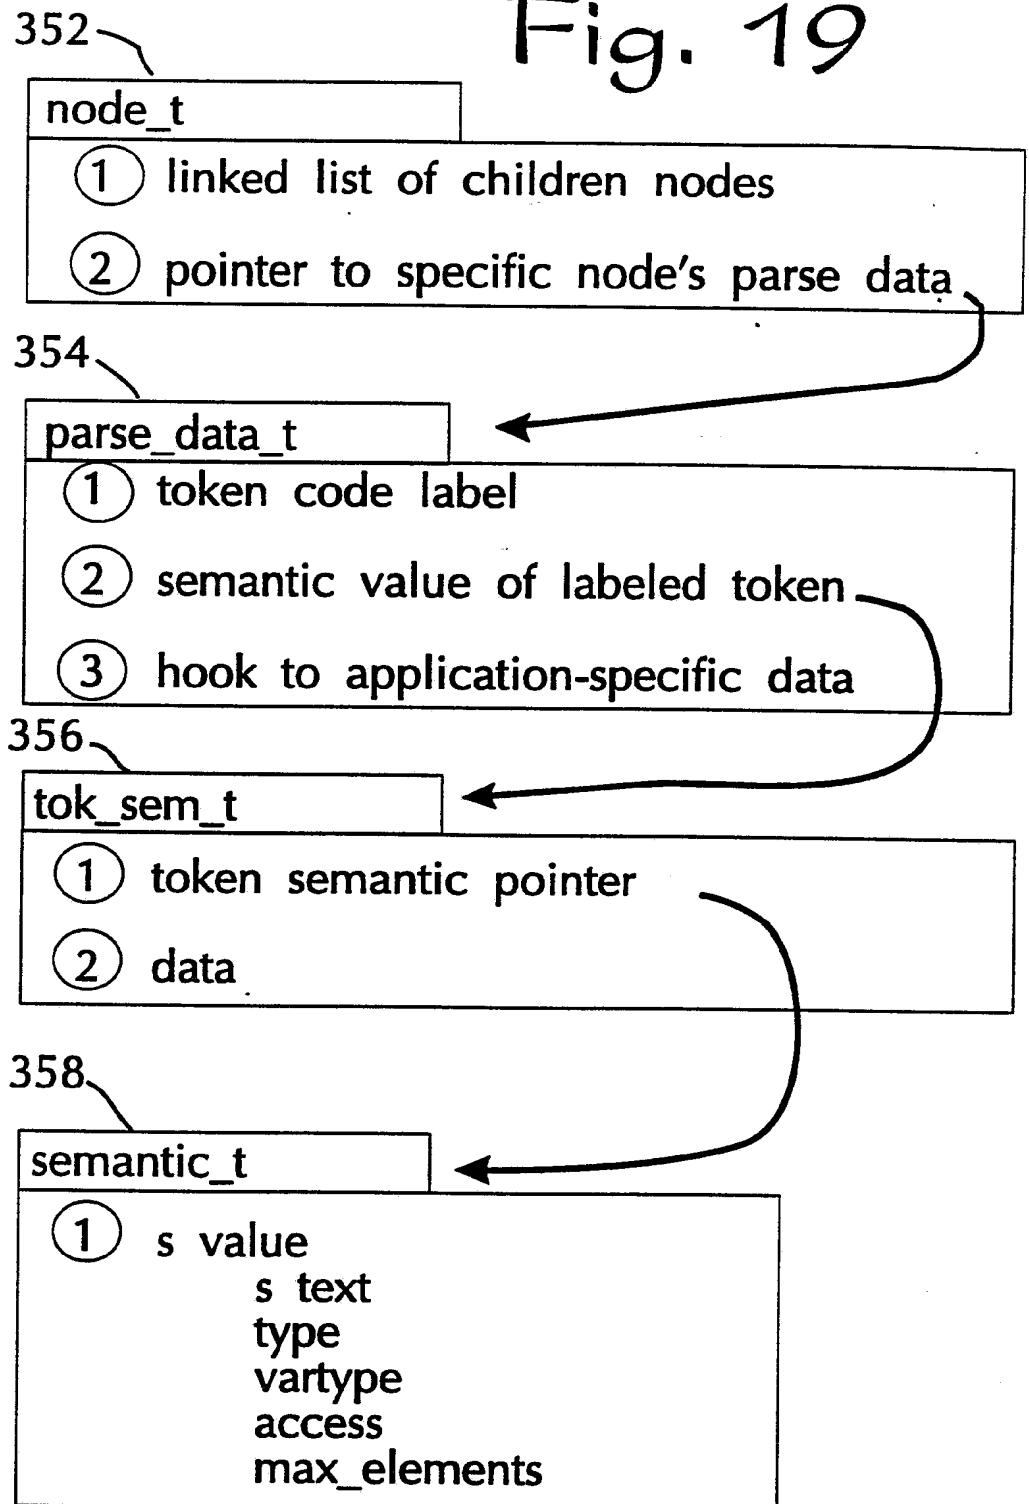 Fig. 19
352
node_t
1 linked list of children nodes
2 pointer to specific node's parse data
354
parse_data_t
1 token code label
2 semantic value of labeled token
3 hook to application-specific data
356
tok_sem_t
1 token semantic pointer
2 data
358
semantic_t
1 s value
s text
type
vartype
access
max_elements